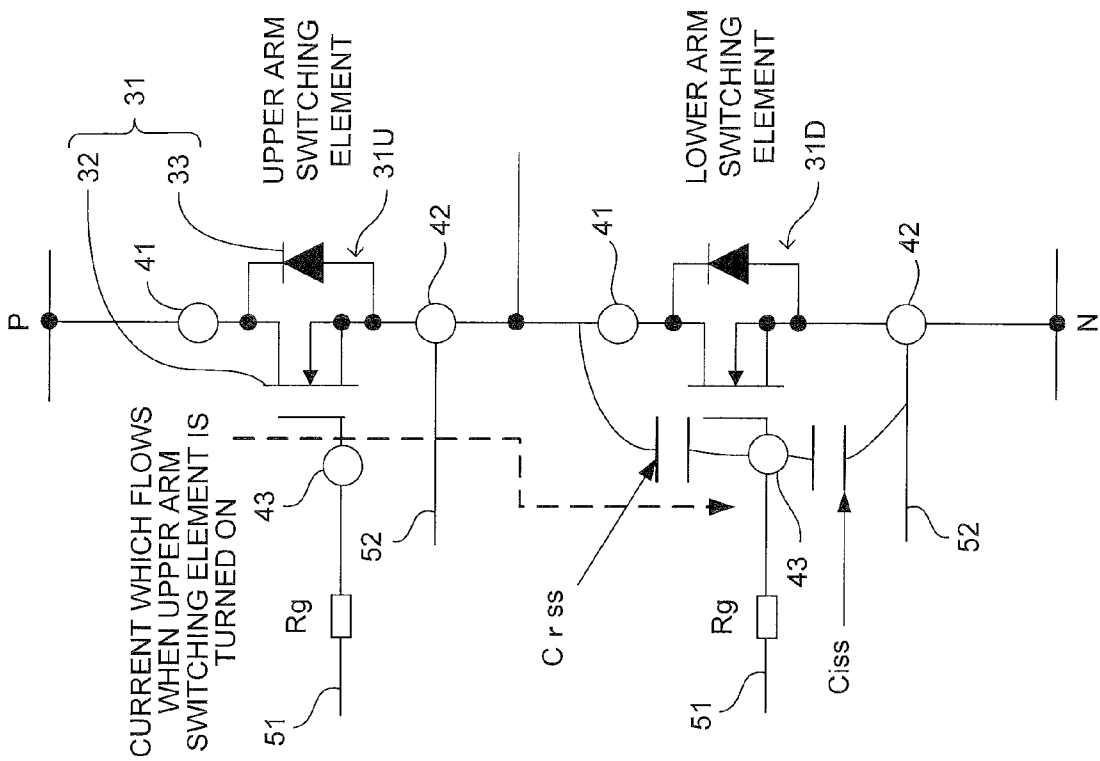 P
31
32
33
41
UPPER ARM
SWITCHING
ELEMENT
31U
42
CURRENT WHICH FLOWS
WHEN UPPER ARM
SWITCHING ELEMENT IS
TURNED ON
43
52
Rg
51
41
LOWER ARM
SWITCHING
ELEMENT
31D
42
Crss
43
52
Rg
51
Ciss
N